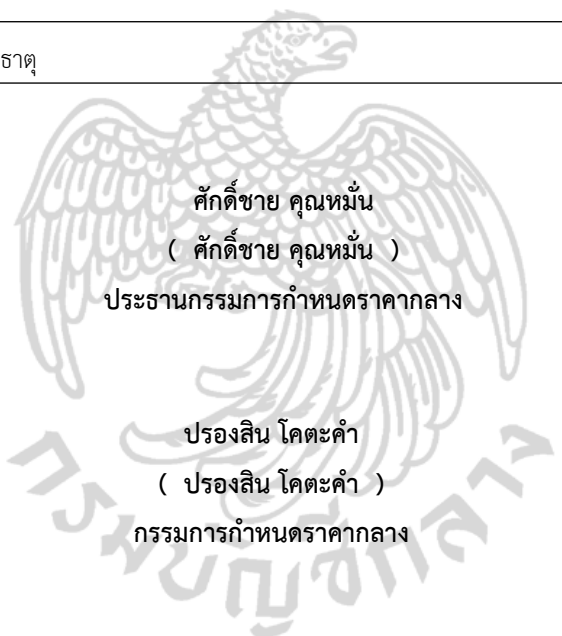 ธาตุ
ศักดิ์ชาย คุณหมั่น
( ศักดิ์ชาย คุณหมั่น )
ประธานกรรมการกำหนดราคากลาง
ปรองสิน โคตะคำ
( ปรองสิน โคตะคำ )
กรรมการกำหนดราคากลาง
กรมบัญชีกลาง